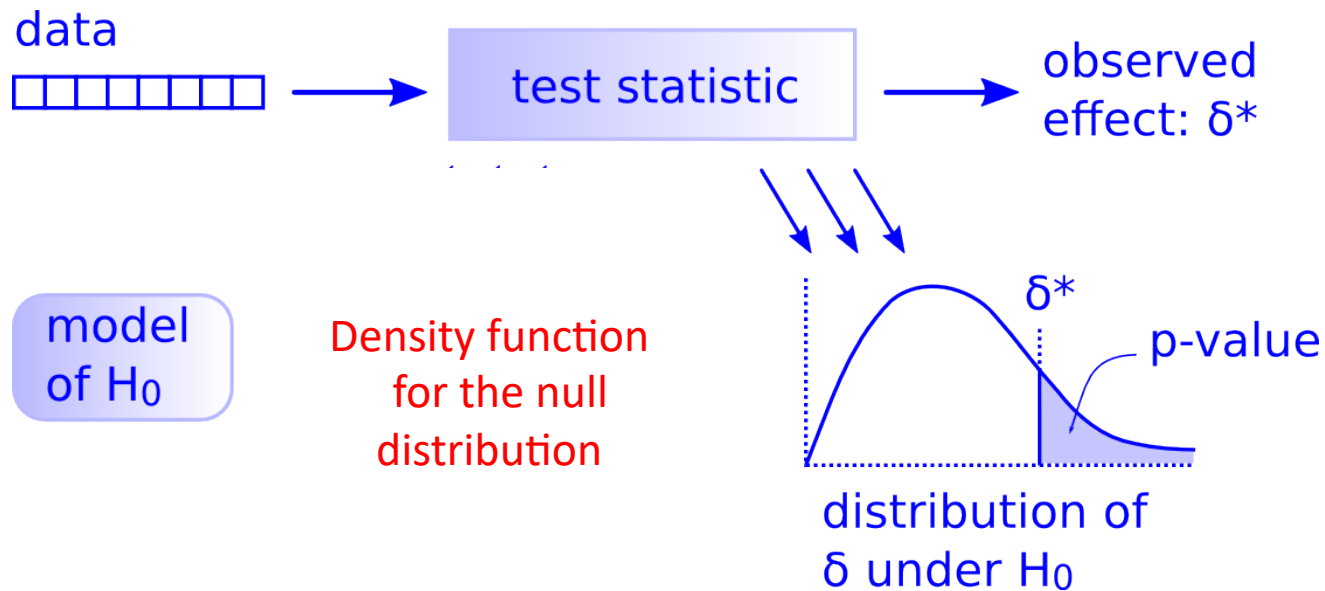 data
test statistic
observed
effect: δ*
model
of H₀
Density function
for the null
distribution
δ*
p-value
distribution of
δ under H₀